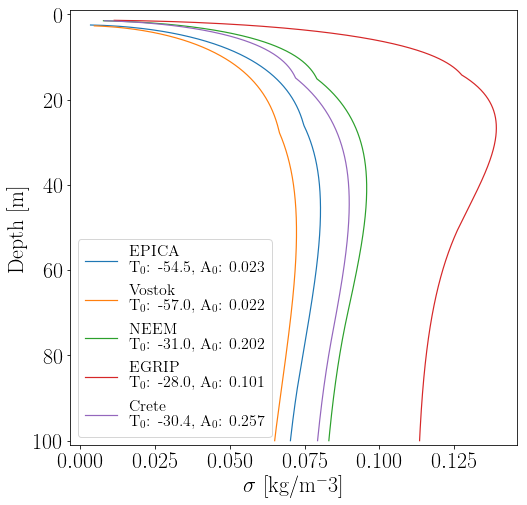 0
20
40
60
80
100
Depth [m]
EPICA
T₀: -54.5, A₀: 0.023
Vostok
T₀: -57.0, A₀: 0.022
NEEM
T₀: -31.0, A₀: 0.202
EGRIP
T₀: -28.0, A₀: 0.101
Crete
T₀: -30.4, A₀: 0.257
0.000 0.025 0.050 0.075 0.100 0.125
σ [kg/m−3]